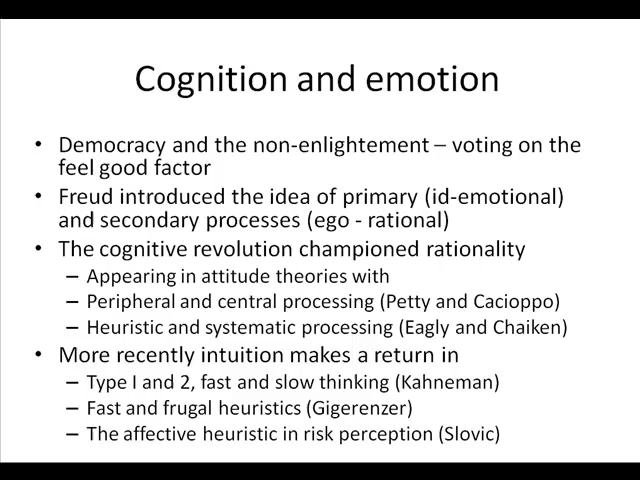 Cognition and emotion
• Democracy and the non-enlightement – voting on the
feel good factor
• Freud introduced the idea of primary (id-emotional)
and secondary processes (ego - rational)
• The cognitive revolution championed rationality
– Appearing in attitude theories with
– Peripheral and central processing (Petty and Cacioppo)
– Heuristic and systematic processing (Eagly and Chaiken)
• More recently intuition makes a return in
– Type I and 2, fast and slow thinking (Kahneman)
– Fast and frugal heuristics (Gigerenzer)
– The affective heuristic in risk perception (Slovic)